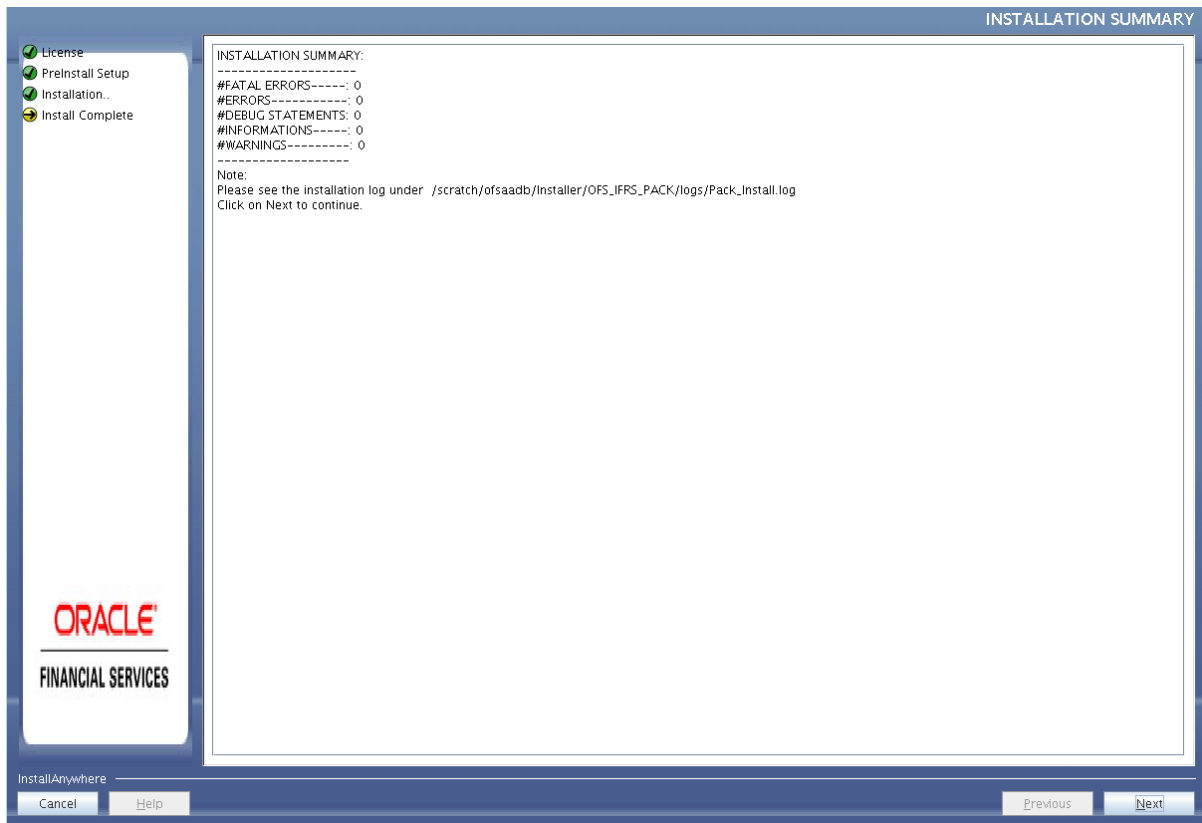 INSTALLATION SUMMARY
License
PreInstall Setup
Installation..
Install Complete
INSTALLATION SUMMARY:
--------------------
#FATAL ERRORS-----: 0
#ERRORS-----------: 0
#DEBUG STATEMENTS: 0
#INFORMATIONS-----: 0
#WARNINGS---------: 0
-------------------
Note:
Please see the installation log under /scratch/ofsaadb/Installer/OFS_IFRS_PACK/logs/Pack_Install.log
Click on Next to continue.
ORACLE
FINANCIAL SERVICES
InstallAnywhere
Cancel
Help
Previous
Next